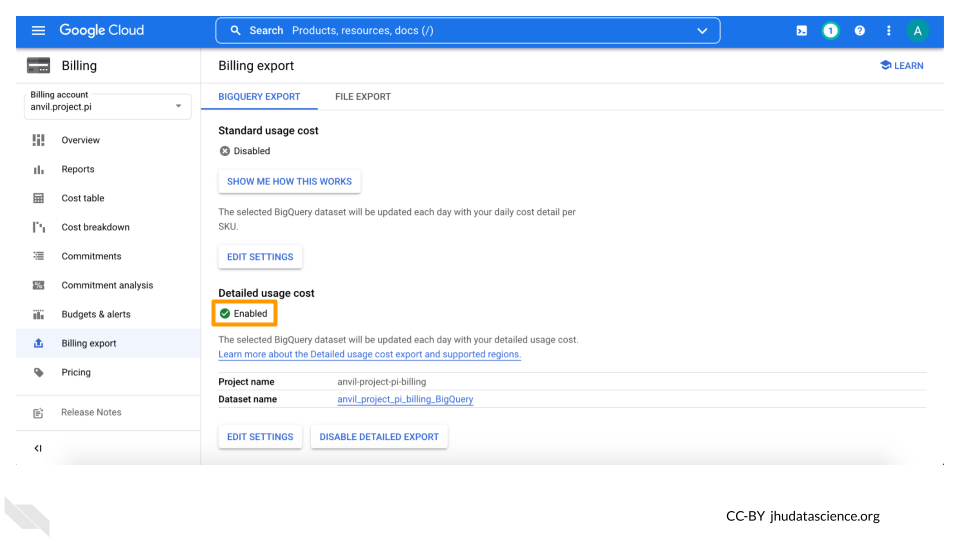 Google Cloud
Search Products, resources, docs (/)
1
?
A
Billing
Billing export
LEARN
Billing account
anvil.project.pi
BIGQUERY EXPORT
FILE EXPORT
Overview
Reports
Cost table
Cost breakdown
Commitments
Commitment analysis
Budgets & alerts
Billing export
Pricing
Release Notes
Standard usage cost
Disabled
SHOW ME HOW THIS WORKS
The selected BigQuery dataset will be updated each day with your daily cost detail per
SKU.
EDIT SETTINGS
Detailed usage cost
Enabled
The selected BigQuery dataset will be updated each day with your detailed usage cost.
Learn more about the Detailed usage cost export and supported regions.
Project name anvil-project-pi-billing
Dataset name anvil_project_pi_billing_BigQuery
EDIT SETTINGS
DISABLE DETAILED EXPORT
CC-BY jhudatascience.org